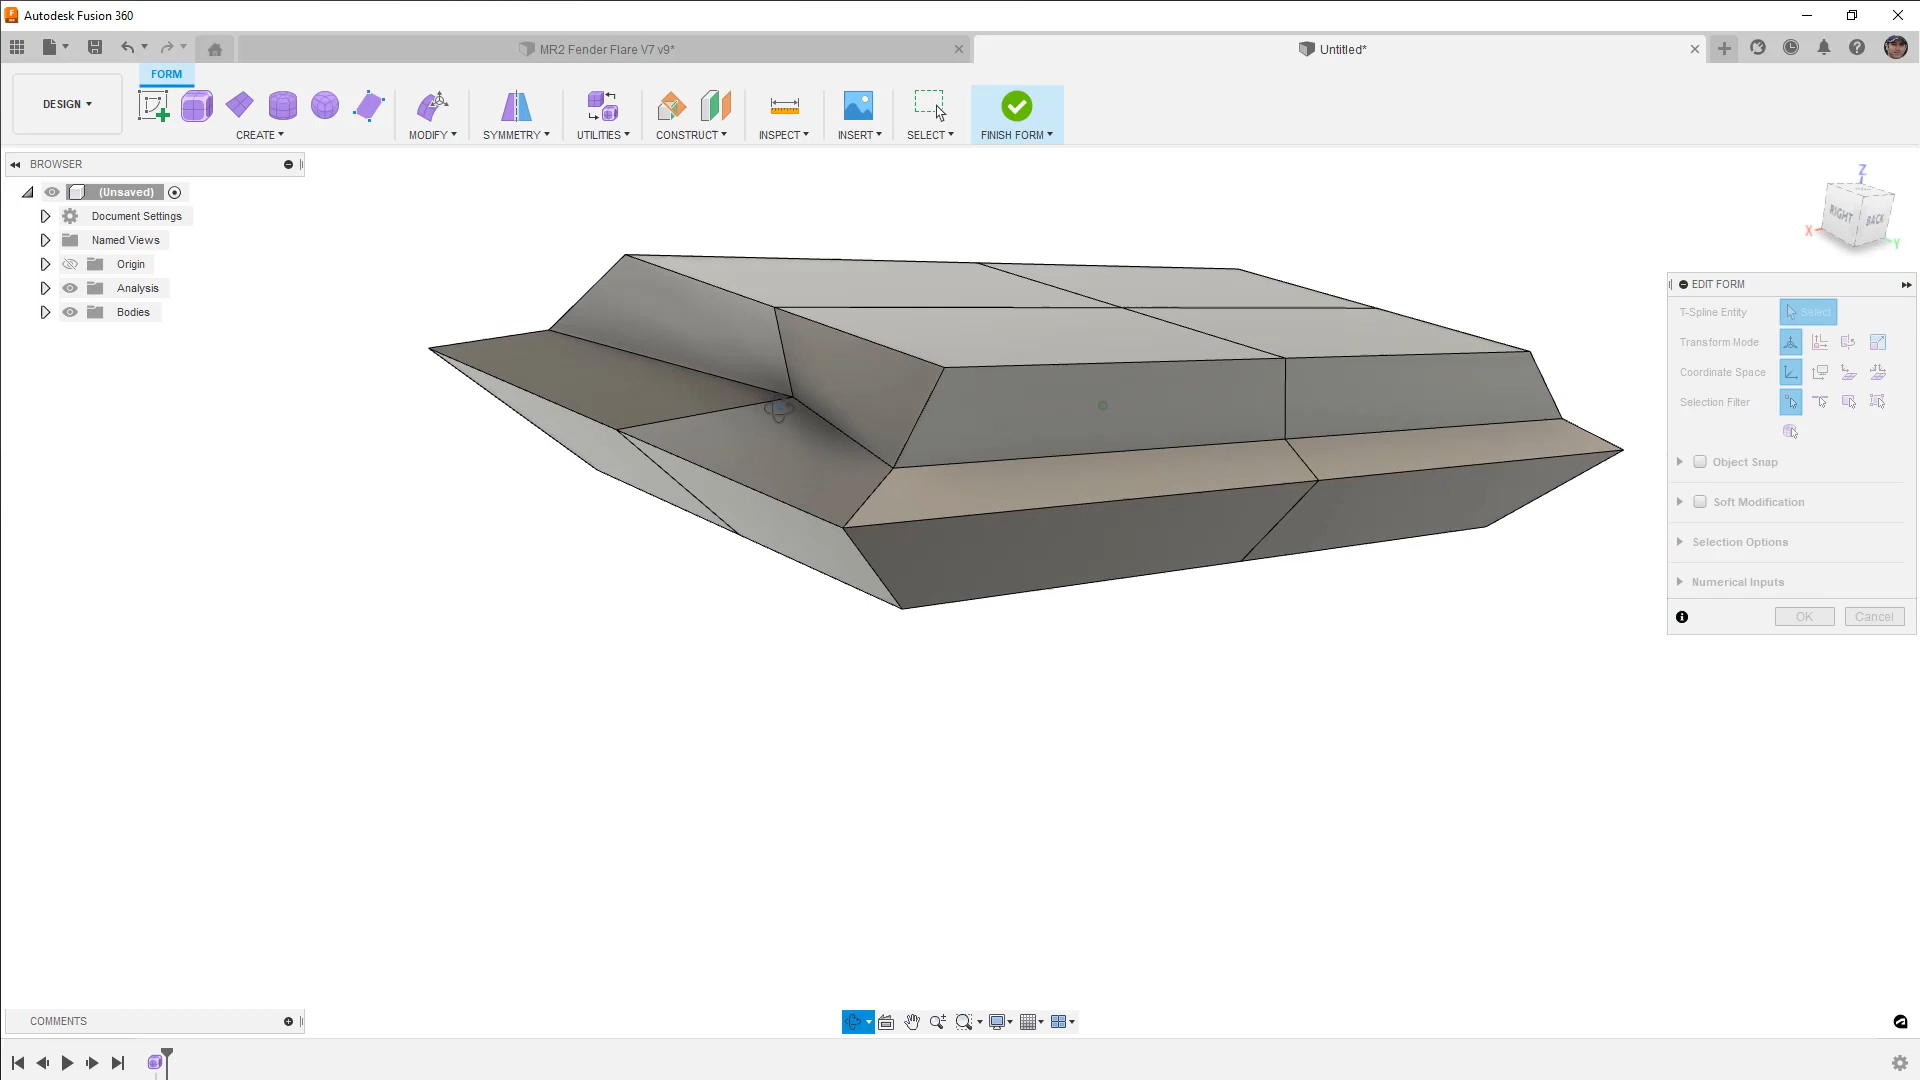 Autodesk Fusion 360
MR2 Fender Flare V7 v9*
Untitled*
FORM
DESIGN
CREATE
MODIFY
SYMMETRY
UTILITIES
CONSTRUCT
INSPECT
INSERT
SELECT
FINISH FORM
BROWSER
(Unsaved)
Document Settings
Named Views
Origin
Analysis
Bodies
Z
RIGHT
BACK
X
Y
EDIT FORM
T-Spline Entity
Select
Transform Mode
Coordinate Space
Selection Filter
Object Snap
Soft Modification
Selection Options
Numerical Inputs
OK
Cancel
COMMENTS